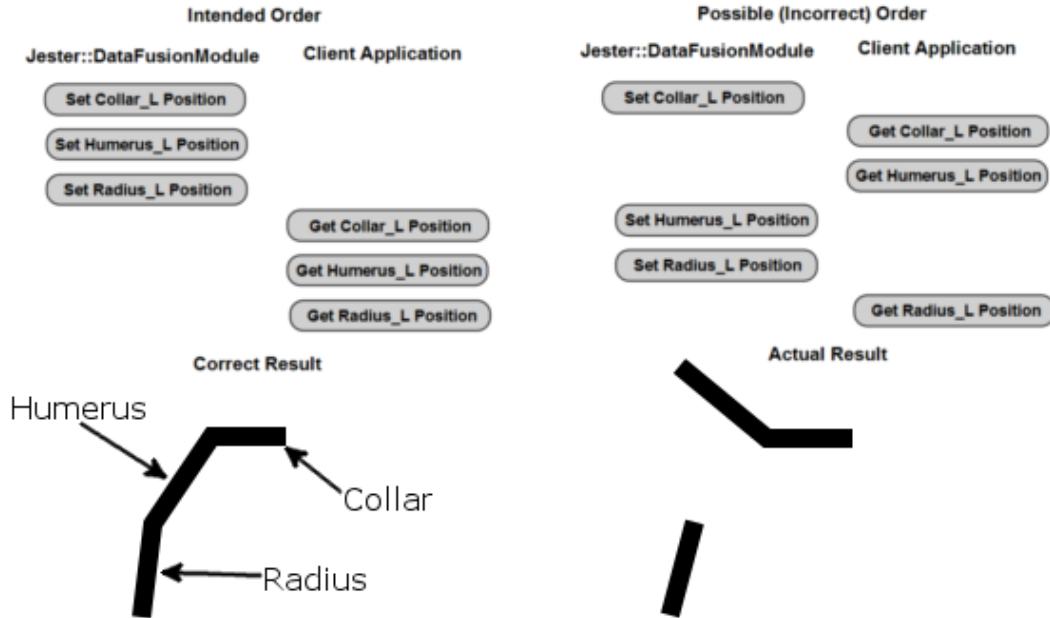 Intended Order
Jester::DataFusionModule
Client Application
Set Collar_L Position
Set Humerus_L Position
Set Radius_L Position
Get Collar_L Position
Get Humerus_L Position
Get Radius_L Position
Correct Result
Humerus
Collar
Radius
Possible (Incorrect) Order
Jester::DataFusionModule
Client Application
Set Collar_L Position
Get Collar_L Position
Get Humerus_L Position
Set Humerus_L Position
Set Radius_L Position
Get Radius_L Position
Actual Result